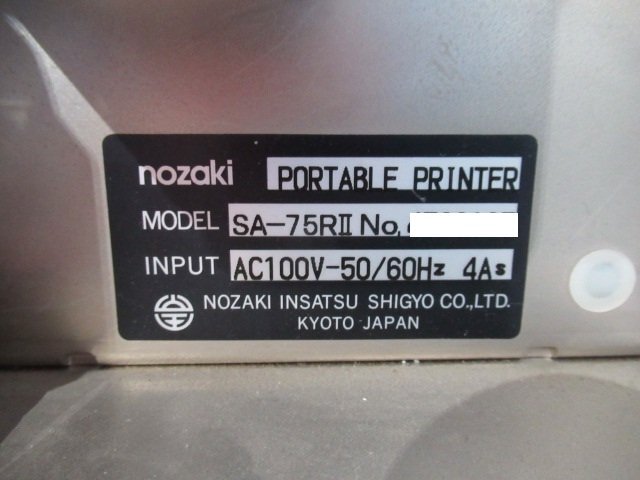 nozaki PORTABLE PRINTER
MODEL SA-75RII No.
INPUT AC100V-50/60Hz 4As
NOZAKI INSATSU SHIGYO CO.,LTD.
KYOTO JAPAN